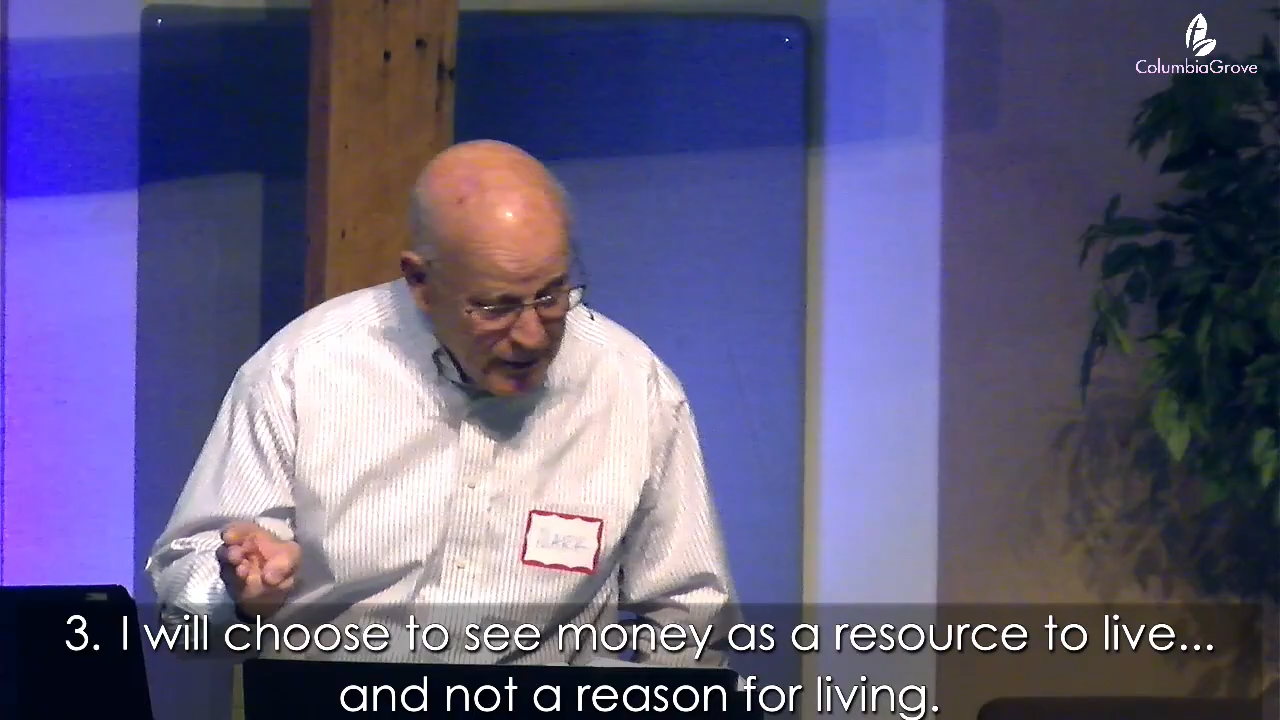 ColumbiaGrove
3. I will choose to see money as a resource to live...
and not a reason for living.